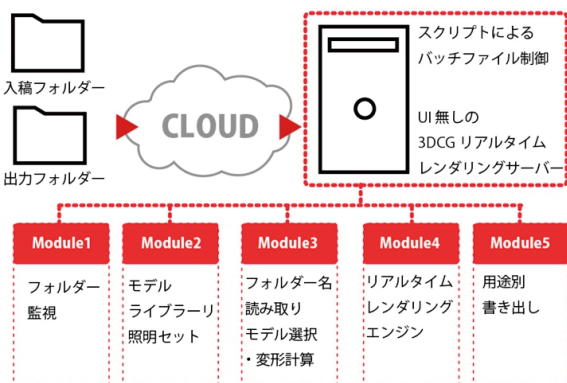 入稿フォルダー
出力フォルダー
CLOUD
スクリプトによる
バッチファイル制御
UI無しの
3DCGリアルタイム
レンダリングサーバー
Module1
フォルダー
監視
Module2
モデル
ライブラーリ
照明セット
Module3
フォルダー名
読み取り
モデル選択
・変形計算
Module4
リアルタイム
レンダリング
エンジン
Module5
用途別
書き出し